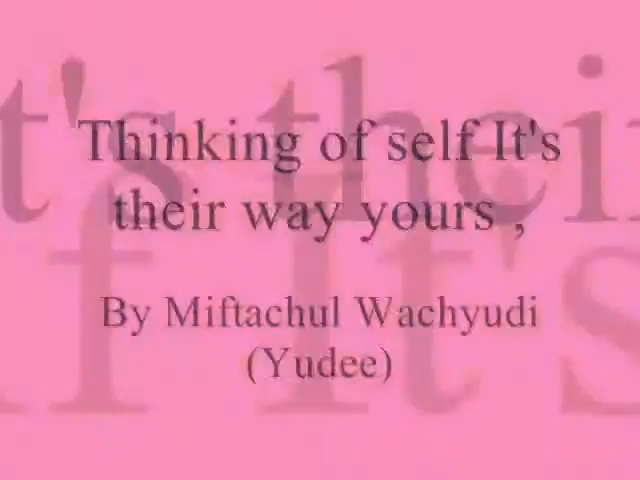 Thinking of self It's
their way yours ,
By Miftachul Wachyudi
(Yudee)